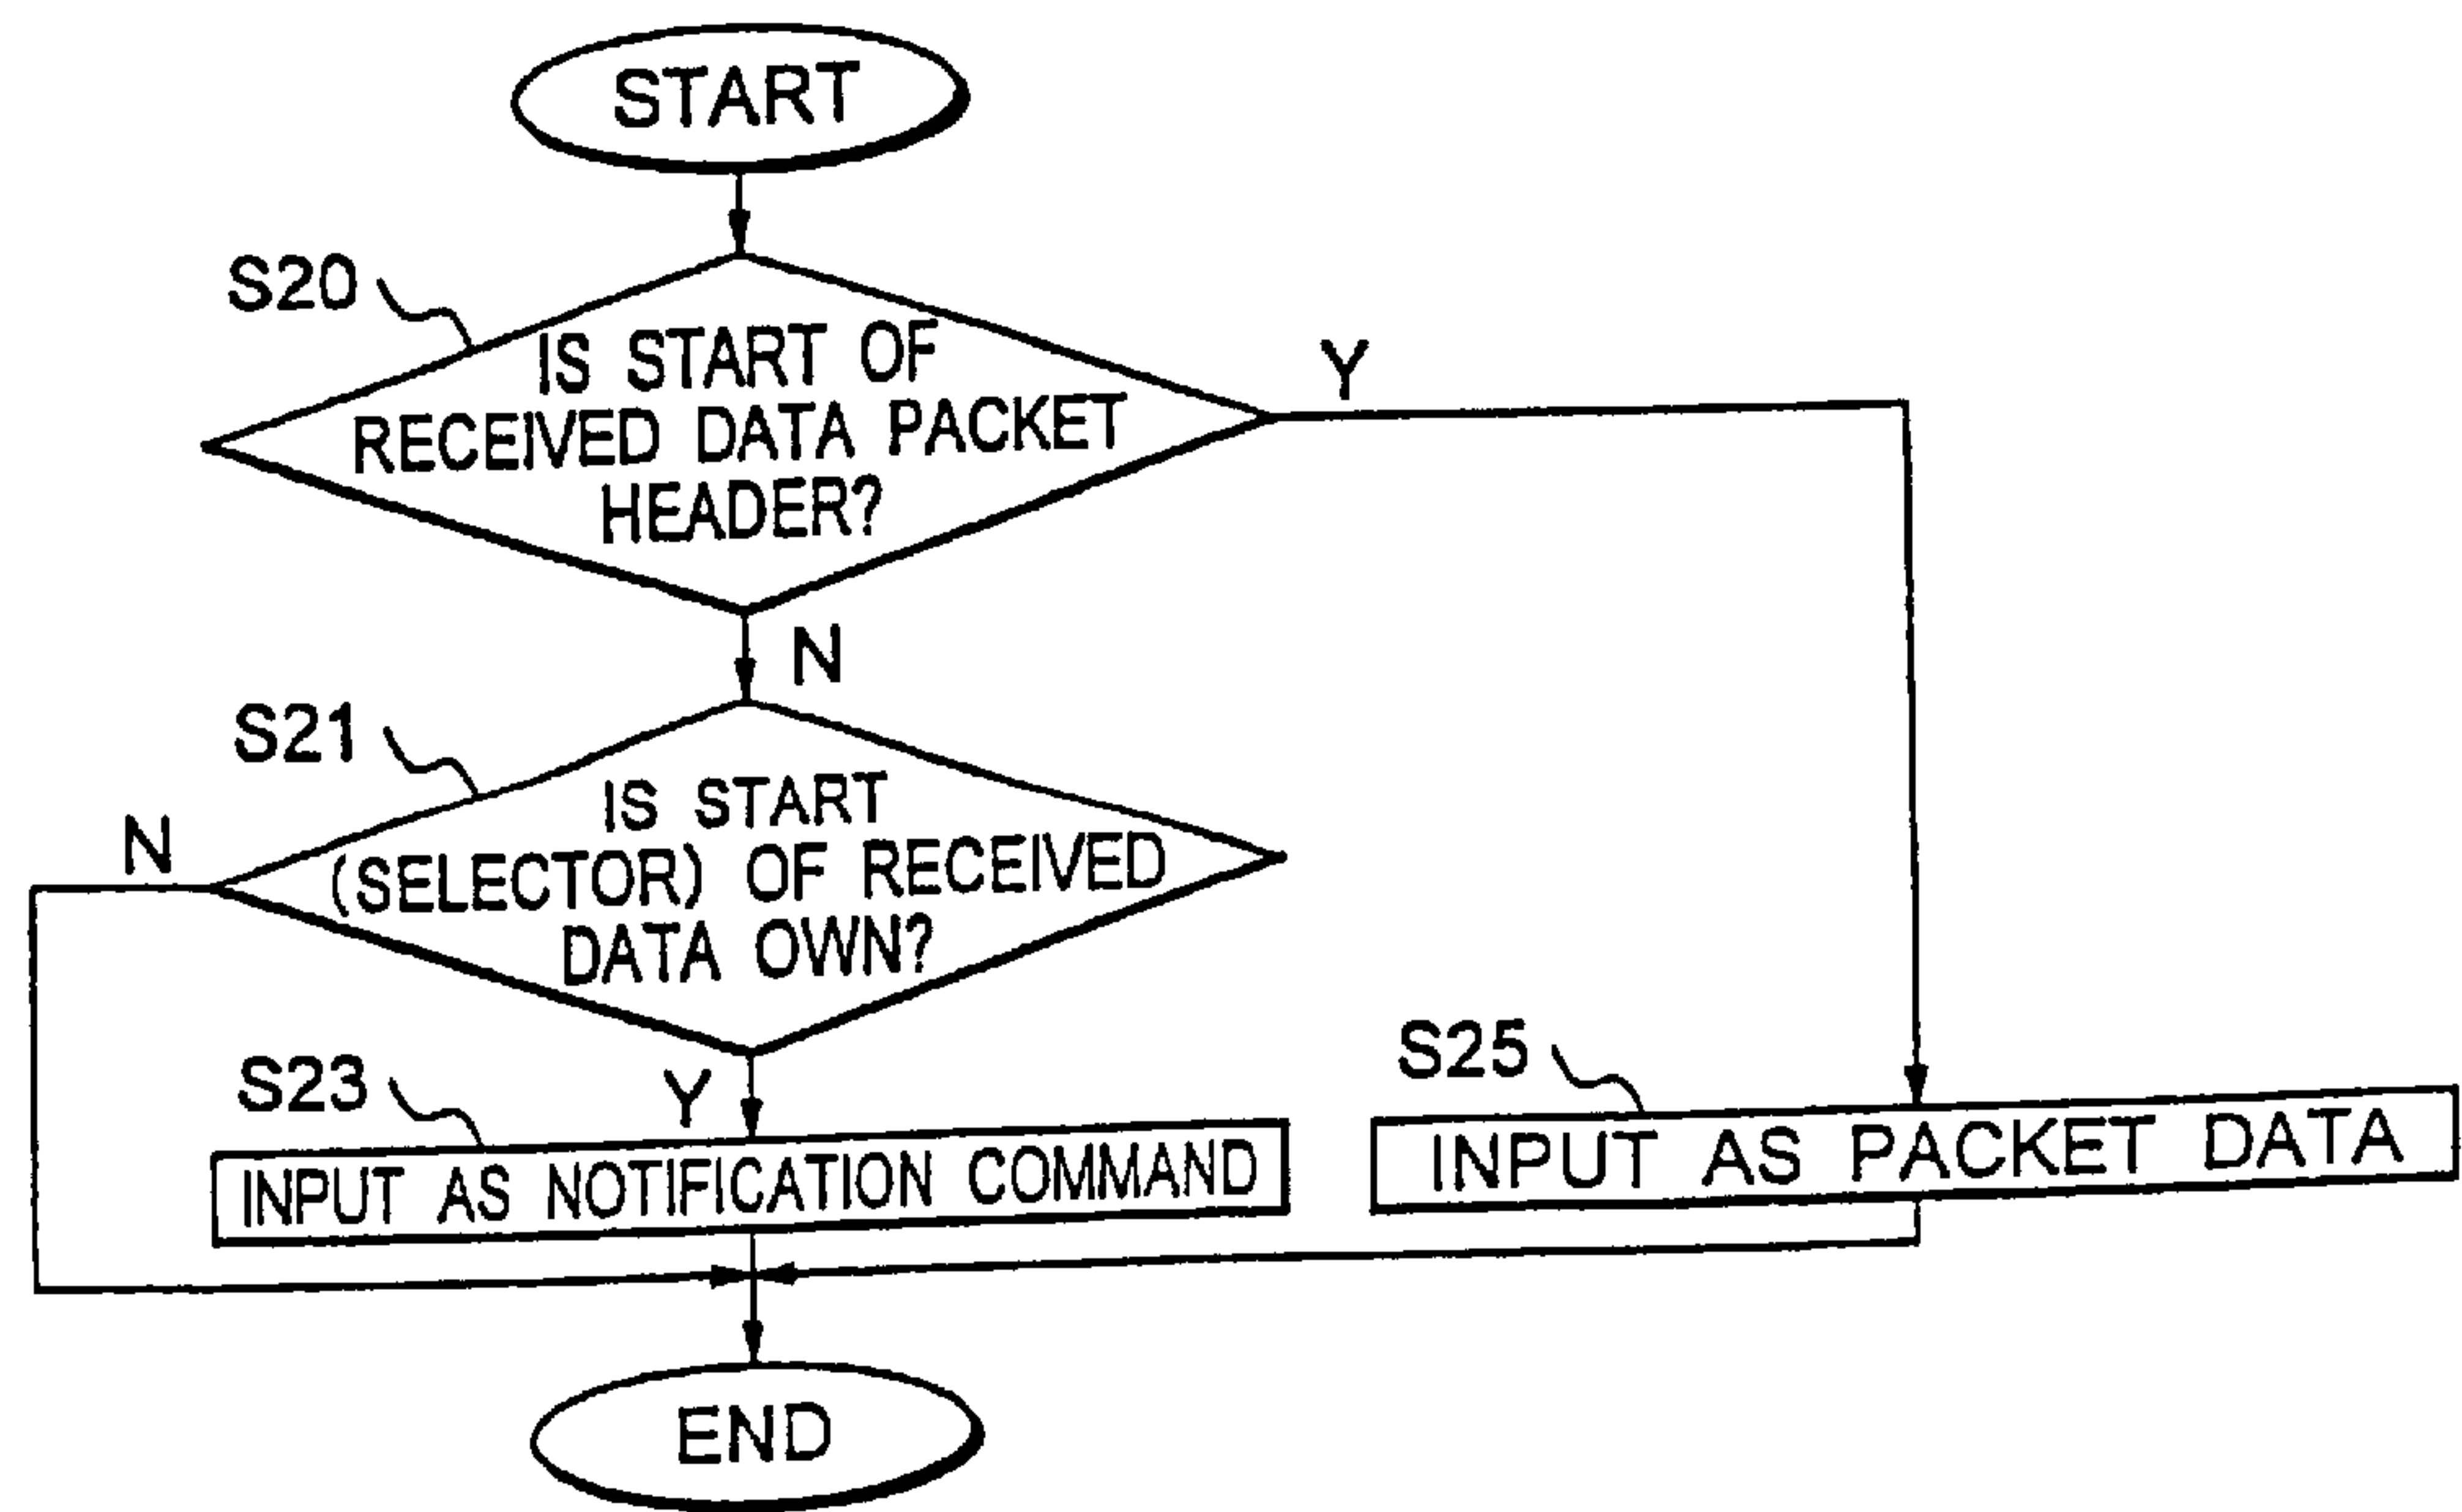 START
S20
IS START OF
RECEIVED DATA PACKET
HEADER?
Y
N
S21
IS START
(SELECTOR) OF RECEIVED
DATA OWN?
N
Y
S23
INPUT AS NOTIFICATION COMMAND
S25
INPUT AS PACKET DATA
END